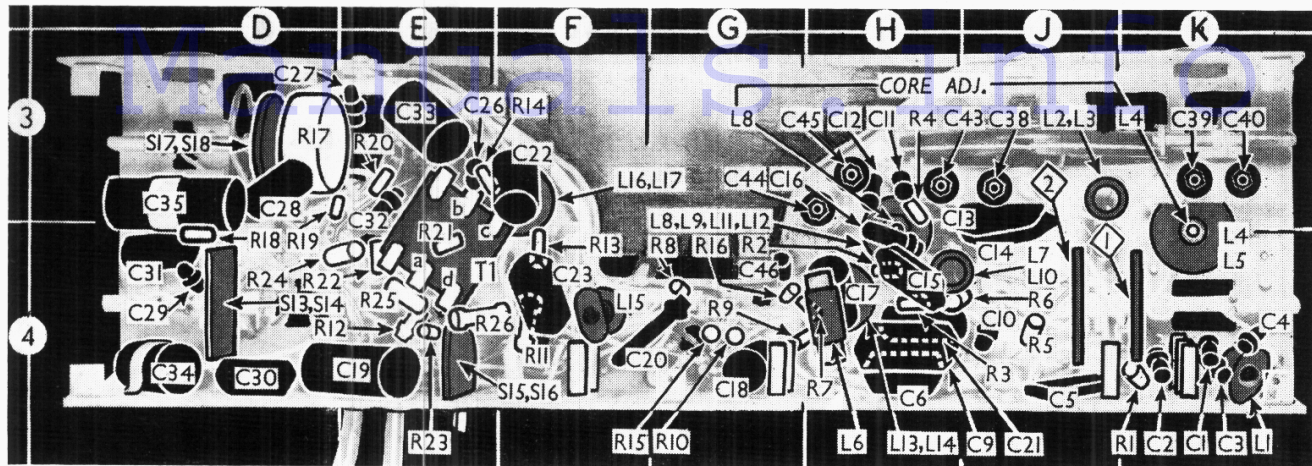 D E F G H J K
Manuals.info
CORE ADJ.
3
C27 C33 C26 R14
L8 C45 C12 C11 R4 C43 C38 L2,L3 L4 C39 C40
S17,S18 R17 R20 C22
L16,L17 C44 C16 2
C35 C28 C32 b C13
R18 R19 R21 c R13 L8,L9,L11,L12 1
R24 R22 R8 R16 R2 C14 L4
C31 a T1 C23 C46 C15 L7 L5
C29 S13,S14 R25 d L15 C17 L10
R12 R26 R9 C10 R6 C4
4
R11 C20 R7 R5
C34 C30 C19 S15,S16 C18 C6 R3 C5
R23 R15 R10 L6 L13,L14 C9 C21 R1 C2 C1 C3 L1